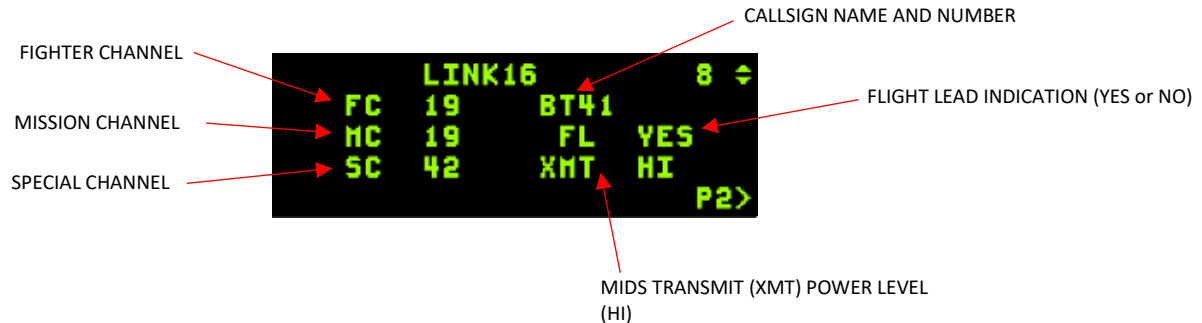 CALLSIGN NAME AND NUMBER
FIGHTER CHANNEL
LINK16 8
FC 19 BT41
FLIGHT LEAD INDICATION (YES or NO)
MISSION CHANNEL
MC 19 FL YES
SPECIAL CHANNEL
SC 42 XMT HI
P2>
MIDS TRANSMIT (XMT) POWER LEVEL
(HI)